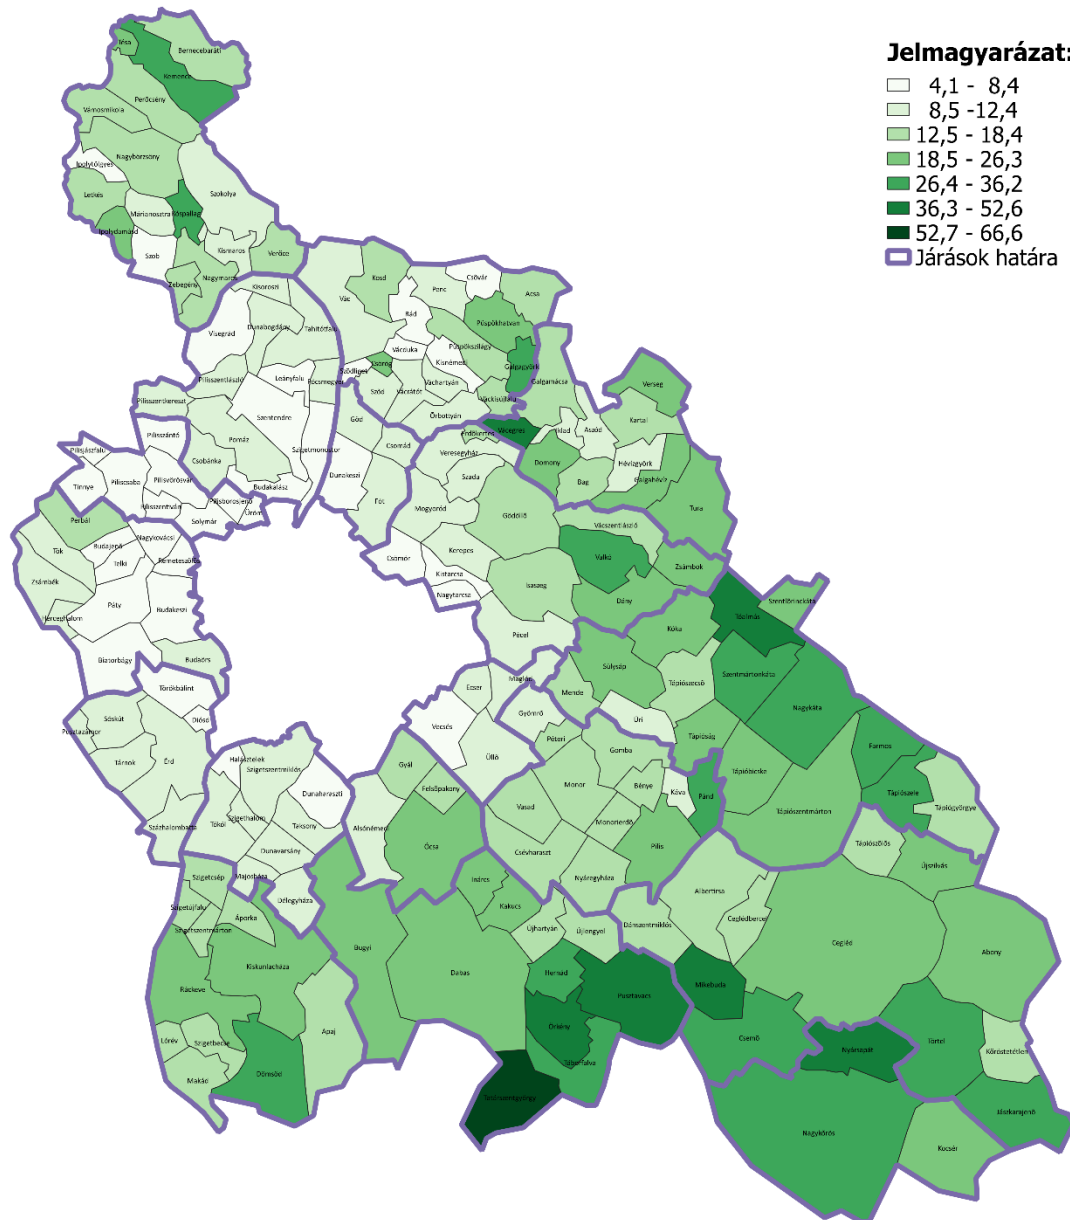 Jelmagyarázat:
4,1 - 8,4
8,5 -12,4
12,5 - 18,4
18,5 - 26,3
26,4 - 36,2
36,3 - 52,6
52,7 - 66,6
Járások határa
Tésa
Bernecebaráti
Kemence
Perőcsény
Vámosmikola
Nagybörzsöny
Ipolytölgyes
Letkés
Szokolya
Márianosztra
Kóspallag
Ipolydamásd
Szob
Kismaros
Verőce
Zebegény
Nagymaros
Kisoroszi
Visegrád
Dunabogdány
Tahitótfalu
Pilisszentlászló
Leányfalu
Pócsmegyer
Pilisszentkereszt
Szentendre
Pomáz
Csobánka
Szigetmonostor
Budakalász
Vác
Kosd
Penc
Csővár
Acsa
Rád
Püspökhatvan
Püspökszilágy
Galgagyörk
Vácduka
Kisnémedi
Sződliget
Csörög
Sződ
Vácrátót
Váchartyán
Váckisújfalu
Galgamácsa
Őrbottyán
Verseg
Kartal
Göd
Erdőkertes
Vácegres
Iklad
Aszód
Csomád
Veresegyház
Hévízgyörk
Domony
Bag
Galgahévíz
Tura
Dunakeszi
Szada
Fót
Mogyoród
Gödöllő
Vácszentlászló
Valkó
Zsámbok
Csömör
Kerepes
Kistarcsa
Nagytarcsa
Isaszeg
Dány
Pécel
Pilisszántó
Pilisjászfalu
Tinnye
Piliscsaba
Pilisvörösvár
Pilisszentiván
Pilisborosjenő
Solymár
Üröm
Perbál
Nagykovácsi
Tök
Budajenő
Telki
Remeteszőlős
Zsámbék
Páty
Budakeszi
Herceghalom
Biatorbágy
Budaörs
Törökbálint
Diósd
Sóskút
Pusztazámor
Tárnok
Érd
Százhalombatta
Szentlőrinckáta
Tóalmás
Kóka
Szentmártonkáta
Nagykáta
Sülysáp
Tápiószecső
Mende
Maglód
Ecser
Gyömrő
Úri
Vecsés
Üllő
Péteri
Gomba
Tápióság
Farmos
Tápiószele
Tápiógyörgye
Tápióbicske
Tápiószentmárton
Monor
Bénye
Káva
Pánd
Gyál
Felsőpakony
Vasad
Monorierdő
Csévharaszt
Pilis
Nyáregyháza
Halásztelek
Szigetszentmiklós
Dunaharaszti
Tököl
Szigethalom
Taksony
Alsónémedi
Ócsa
Dunavarsány
Majosháza
Délegyháza
Szigetcsép
Szigetújfalu
Áporka
Szigetszentmárton
Kiskunlacháza
Ráckeve
Lórév
Szigetbecse
Makád
Dömsöd
Apaj
Bugyi
Dabas
Inárcs
Kakucs
Újhartyán
Újlengyel
Dánszentmiklós
Albertirsa
Ceglédbercel
Tápiószőlős
Újszilvás
Cegléd
Abony
Hernád
Pusztavacs
Mikebuda
Örkény
Táborfalva
Tatárszentgyörgy
Csemő
Nyársapát
Törtel
Kőröstetétlen
Jászkarajenő
Nagykőrös
Kocsér